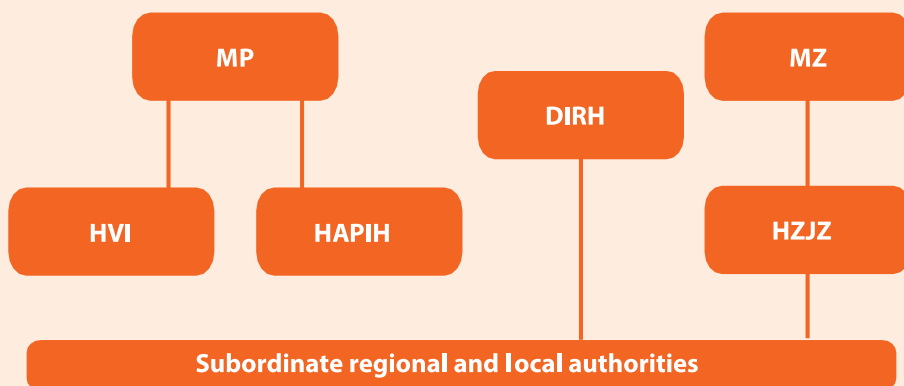 MP
MZ
DIRH
HVI
HAPIH
HZJZ
Subordinate regional and local authorities